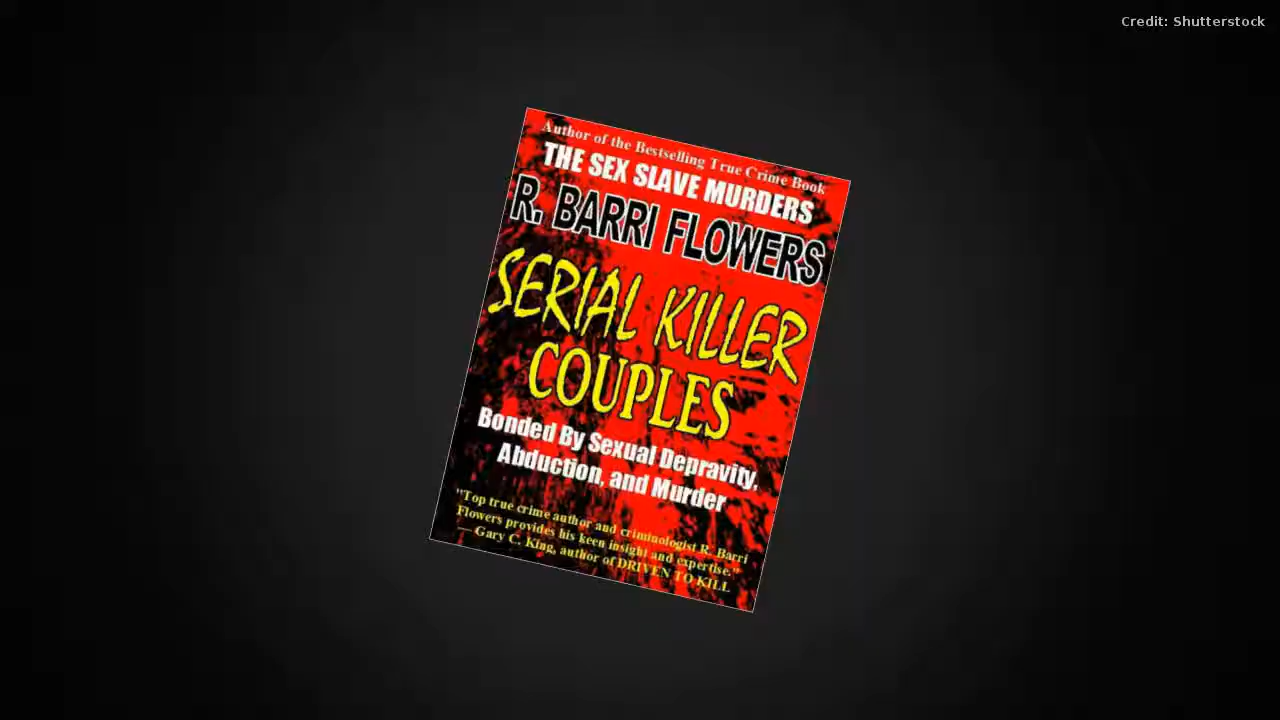 Credit: Shutterstock
Author of the Bestselling True Crime Book
THE SEX SLAVE MURDERS
R. BARRI FLOWERS
SERIAL KILLER
COUPLES
Bonded By Sexual Depravity,
Abduction, and Murder
"Top true crime author and criminologist R. Barri
Flowers provides his keen insight and expertise."
— Gary C. King, author of DRIVEN TO KILL